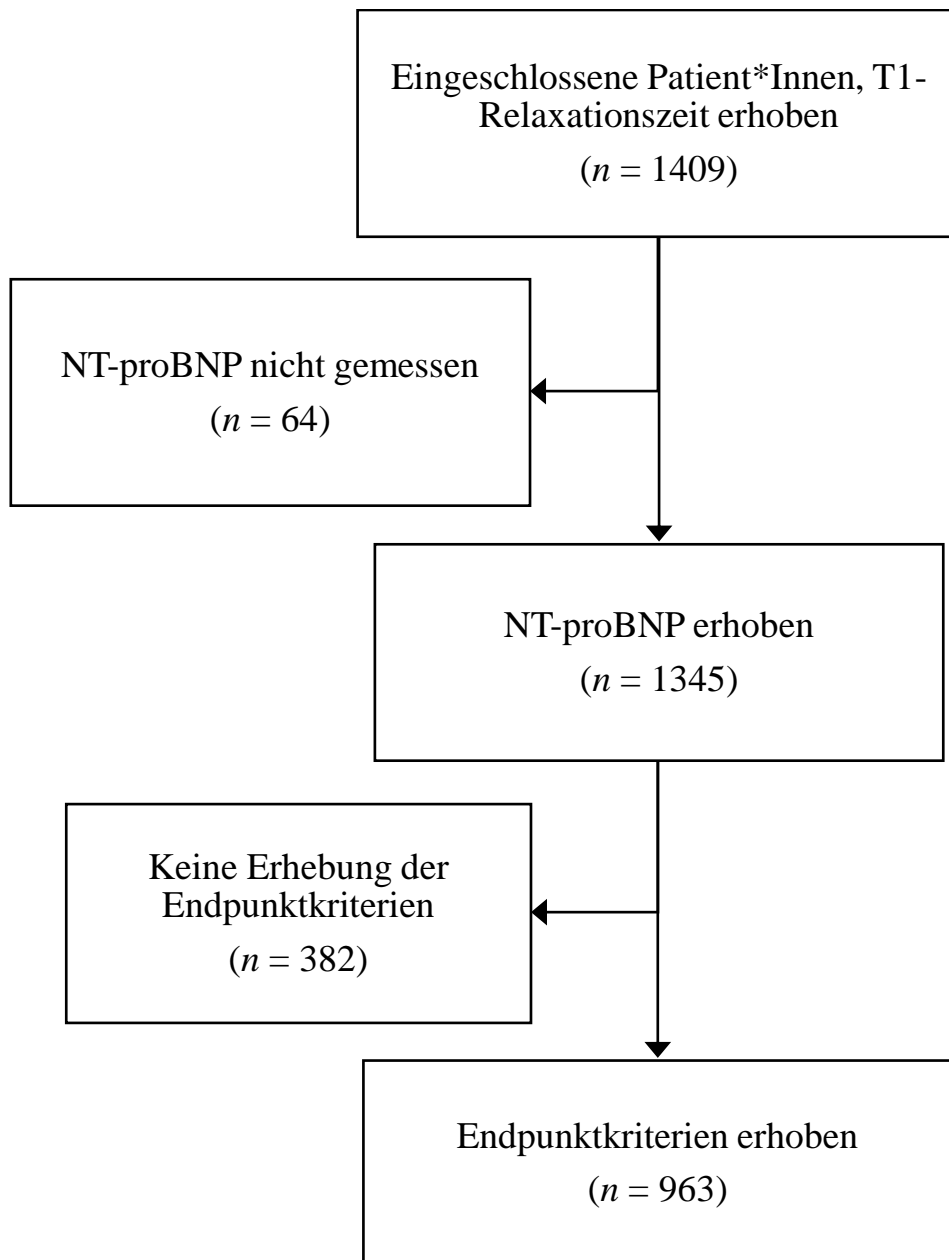 Eingeschlossene Patient*Innen, T1-
Relaxationszeit erhoben
(n = 1409)
NT-proBNP nicht gemessen
(n = 64)
NT-proBNP erhoben
(n = 1345)
Keine Erhebung der
Endpunktkriterien
(n = 382)
Endpunktkriterien erhoben
(n = 963)